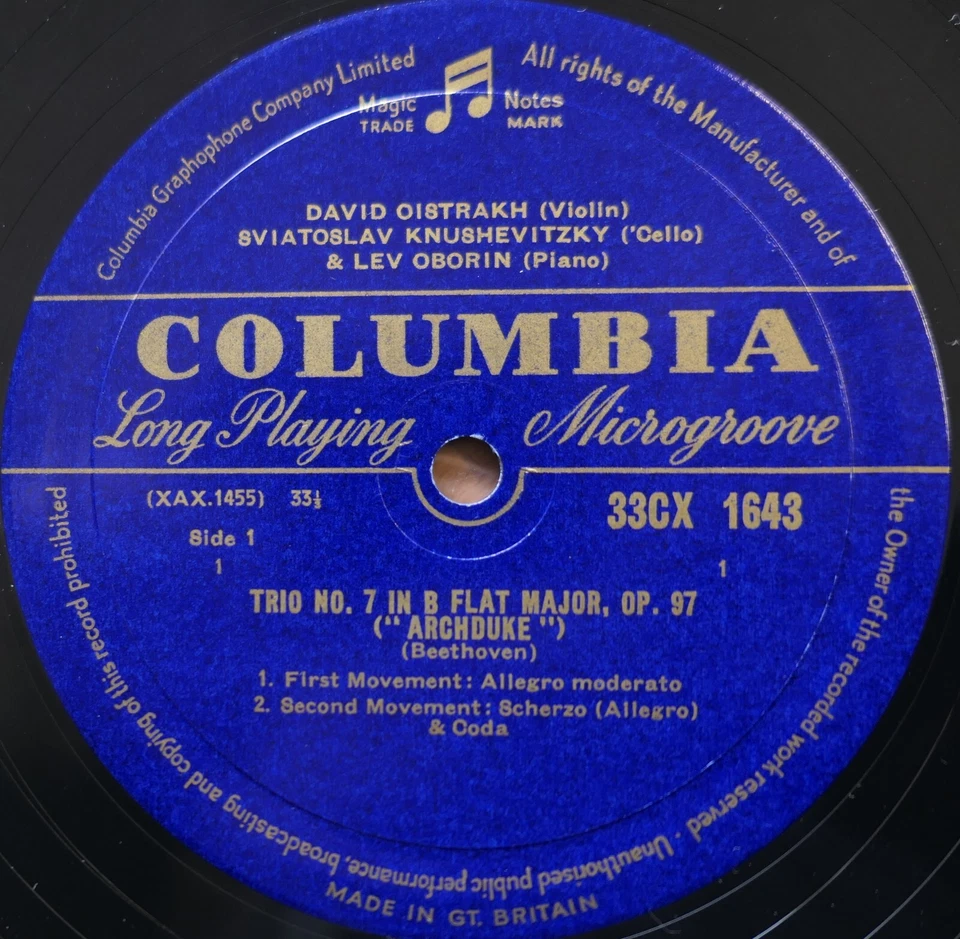 Columbia Graphophone Company Limited
All rights of the Manufacturer and of
the Owner of the recorded work reserved · Unauthorised public performance, broadcasting and copying of this record prohibited
Magic Notes
TRADE MARK
DAVID OISTRAKH (Violin)
SVIATOSLAV KNUSHEVITZKY ('Cello)
& LEV OBORIN (Piano)
COLUMBIA
Long Playing Microgroove
(XAX.1455) 33⅓ 33CX 1643
Side 1
1 1
TRIO NO. 7 IN B FLAT MAJOR, OP. 97
("ARCHDUKE")
(Beethoven)
1. First Movement: Allegro moderato
2. Second Movement: Scherzo (Allegro)
& Coda
MADE IN GT. BRITAIN